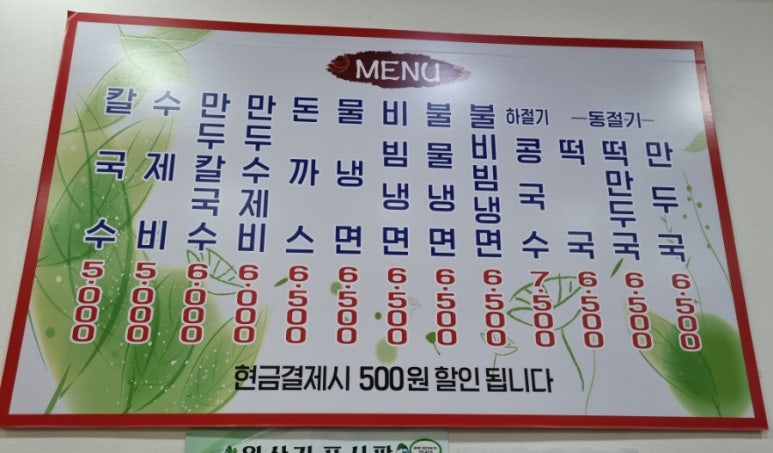 MENU
칼국수 5.000
수제비 5.000
만두칼국수 6.000
만두수제비 6.000
돈까스 6.500
물냉면 6.500
비빔냉면 6.500
불물냉면 6.500
불비빔냉면 6.500
하절기
콩국수 7.500
-동절기-
떡국 6.500
떡만두국 6.500
만두국 6.500
현금결제시 500원 할인 됩니다